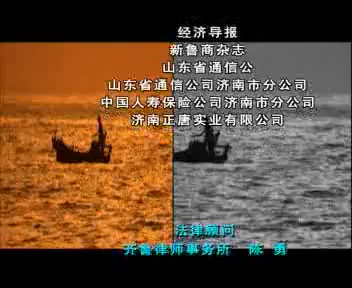 经济导报
新鲁商杂志
山东省通信公
山东省通信公司济南市分公司
中国人寿保险公司济南市分公司
济南正唐实业有限公司
法律顾问
齐鲁律师事务所 陈 勇